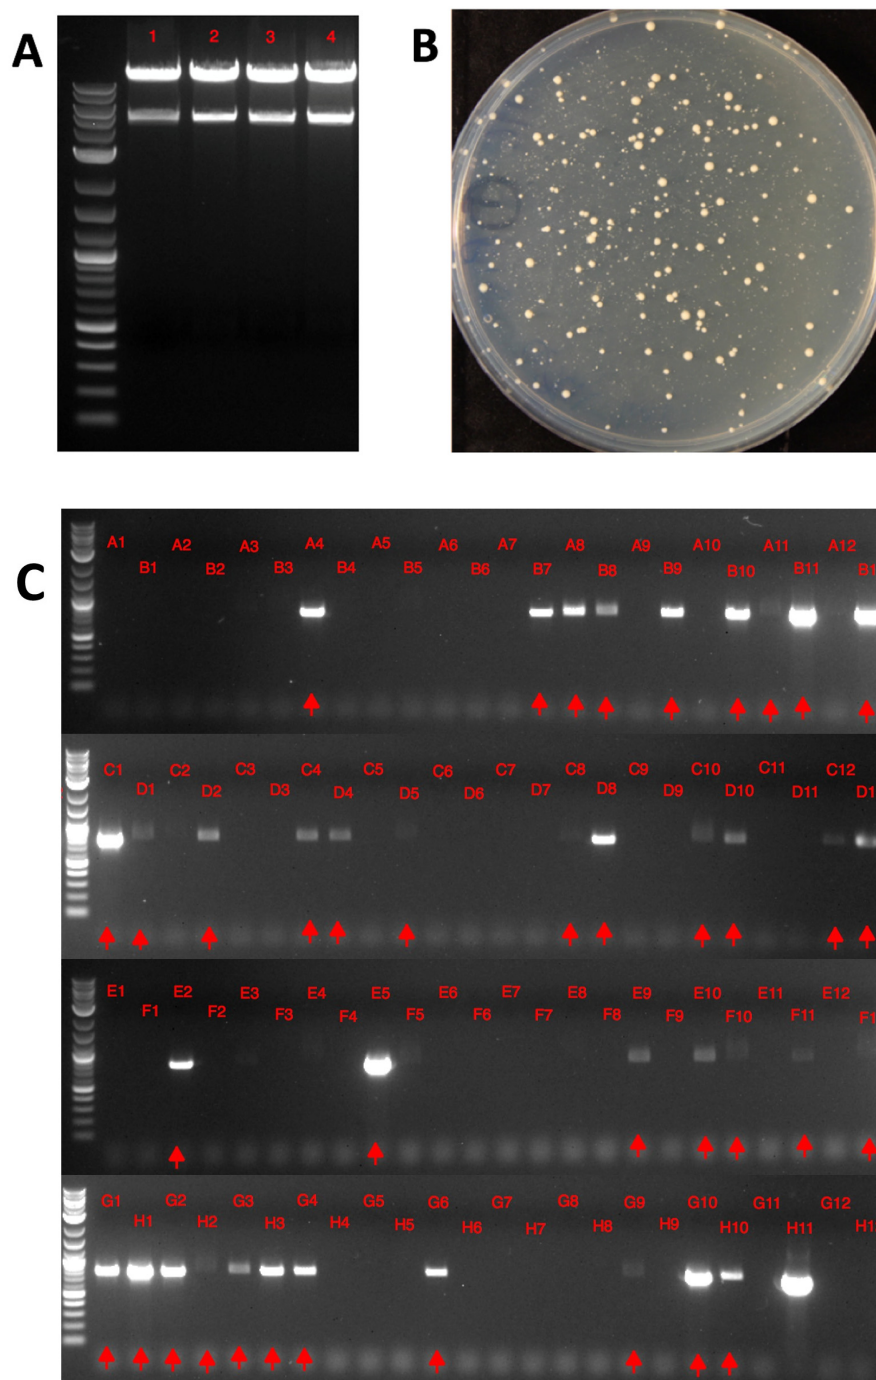 A
1 2 3 4
B
C
A1 A2 A3 A4 A5 A6 A7 A8 A9 A10 A11 A12
B1 B2 B3 B4 B5 B6 B7 B8 B9 B10 B11 B1
C1 C2 C3 C4 C5 C6 C7 C8 C9 C10 C11 C12
D1 D2 D3 D4 D5 D6 D7 D8 D9 D10 D11 D1
E1 E2 E3 E4 E5 E6 E7 E8 E9 E10 E11 E12
F1 F2 F3 F4 F5 F6 F7 F8 F9 F10 F11 F1
G1 G2 G3 G4 G5 G6 G7 G8 G9 G10 G11 G12
H1 H2 H3 H4 H5 H6 H7 H8 H9 H10 H11 H1